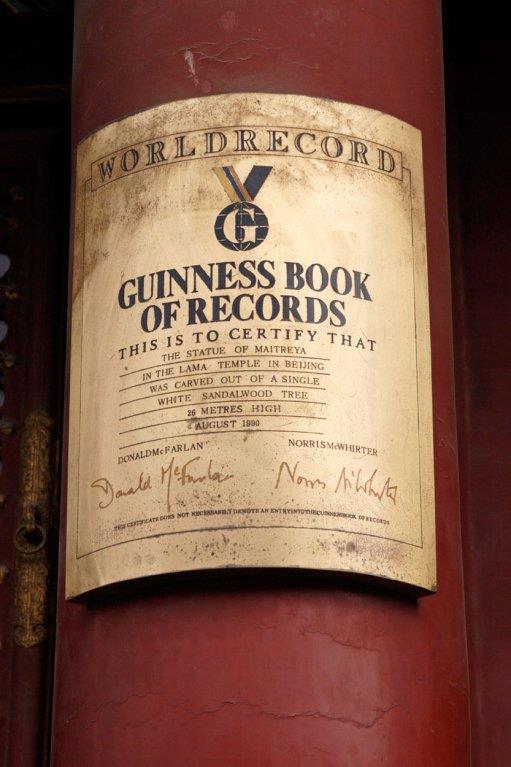 WORLDRECORD
G
GUINNESS BOOK
OF RECORDS
THIS IS TO CERTIFY THAT
THE STATUE OF MAITREYA
IN THE LAMA TEMPLE IN BEIJING
WAS CARVED OUT OF A SINGLE
WHITE SANDALWOOD TREE
26 METRES HIGH
AUGUST 1990
DONALD McFARLAN NORRIS McWHIRTER
Donald McFarlan Norris McWhirter
THIS CERTIFICATE DOES NOT NECESSARILY DENOTE AN ENTRY INTO THE GUINNESS BOOK OF RECORDS